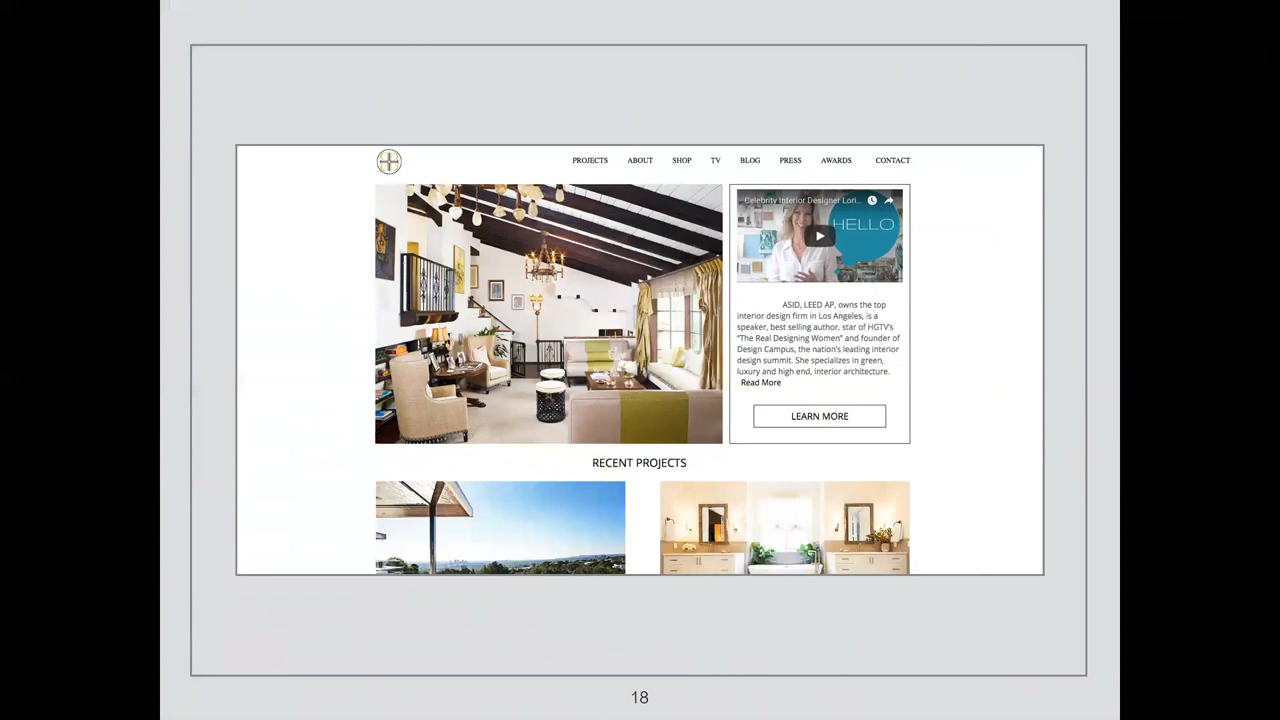 PROJECTS ABOUT SHOP TV BLOG PRESS AWARDS CONTACT
Celebrity Interior Designer Lori...
HELLO
ASID, LEED AP, owns the top
interior design firm in Los Angeles, is a
speaker, best selling author, star of HGTV's
"The Real Designing Women" and founder of
Design Campus, the nation's leading interior
design summit. She specializes in green,
luxury and high end, interior architecture.
Read More
LEARN MORE
RECENT PROJECTS
18